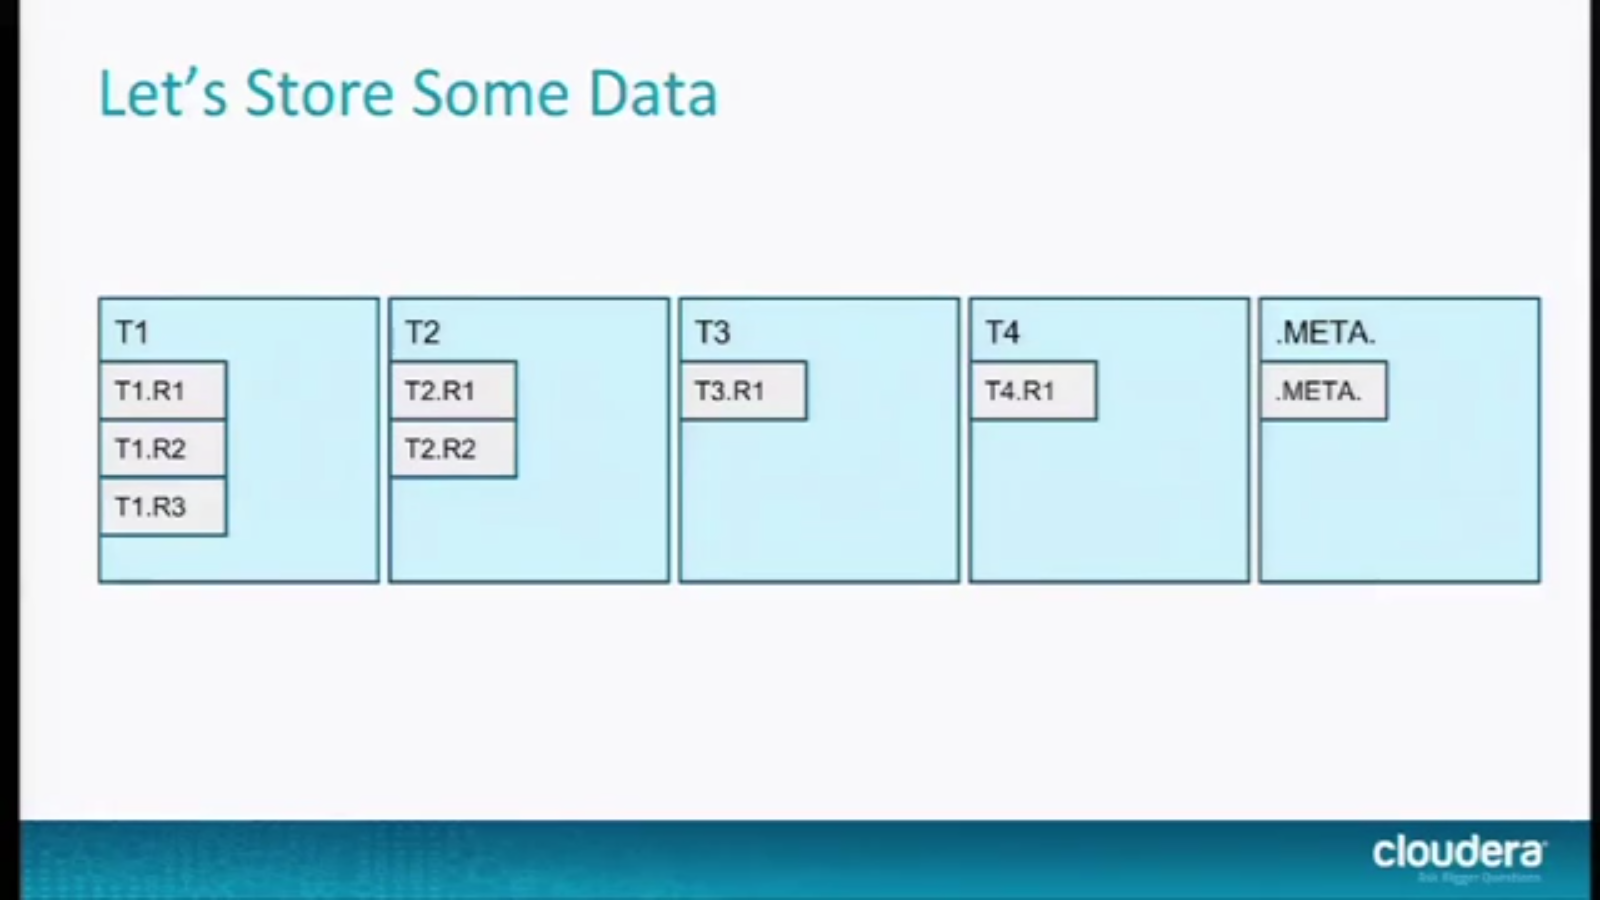 Let's Store Some Data
T1
T1.R1
T1.R2
T1.R3
T2
T2.R1
T2.R2
T3
T3.R1
T4
T4.R1
.META.
.META.
cloudera
Ask Bigger Questions